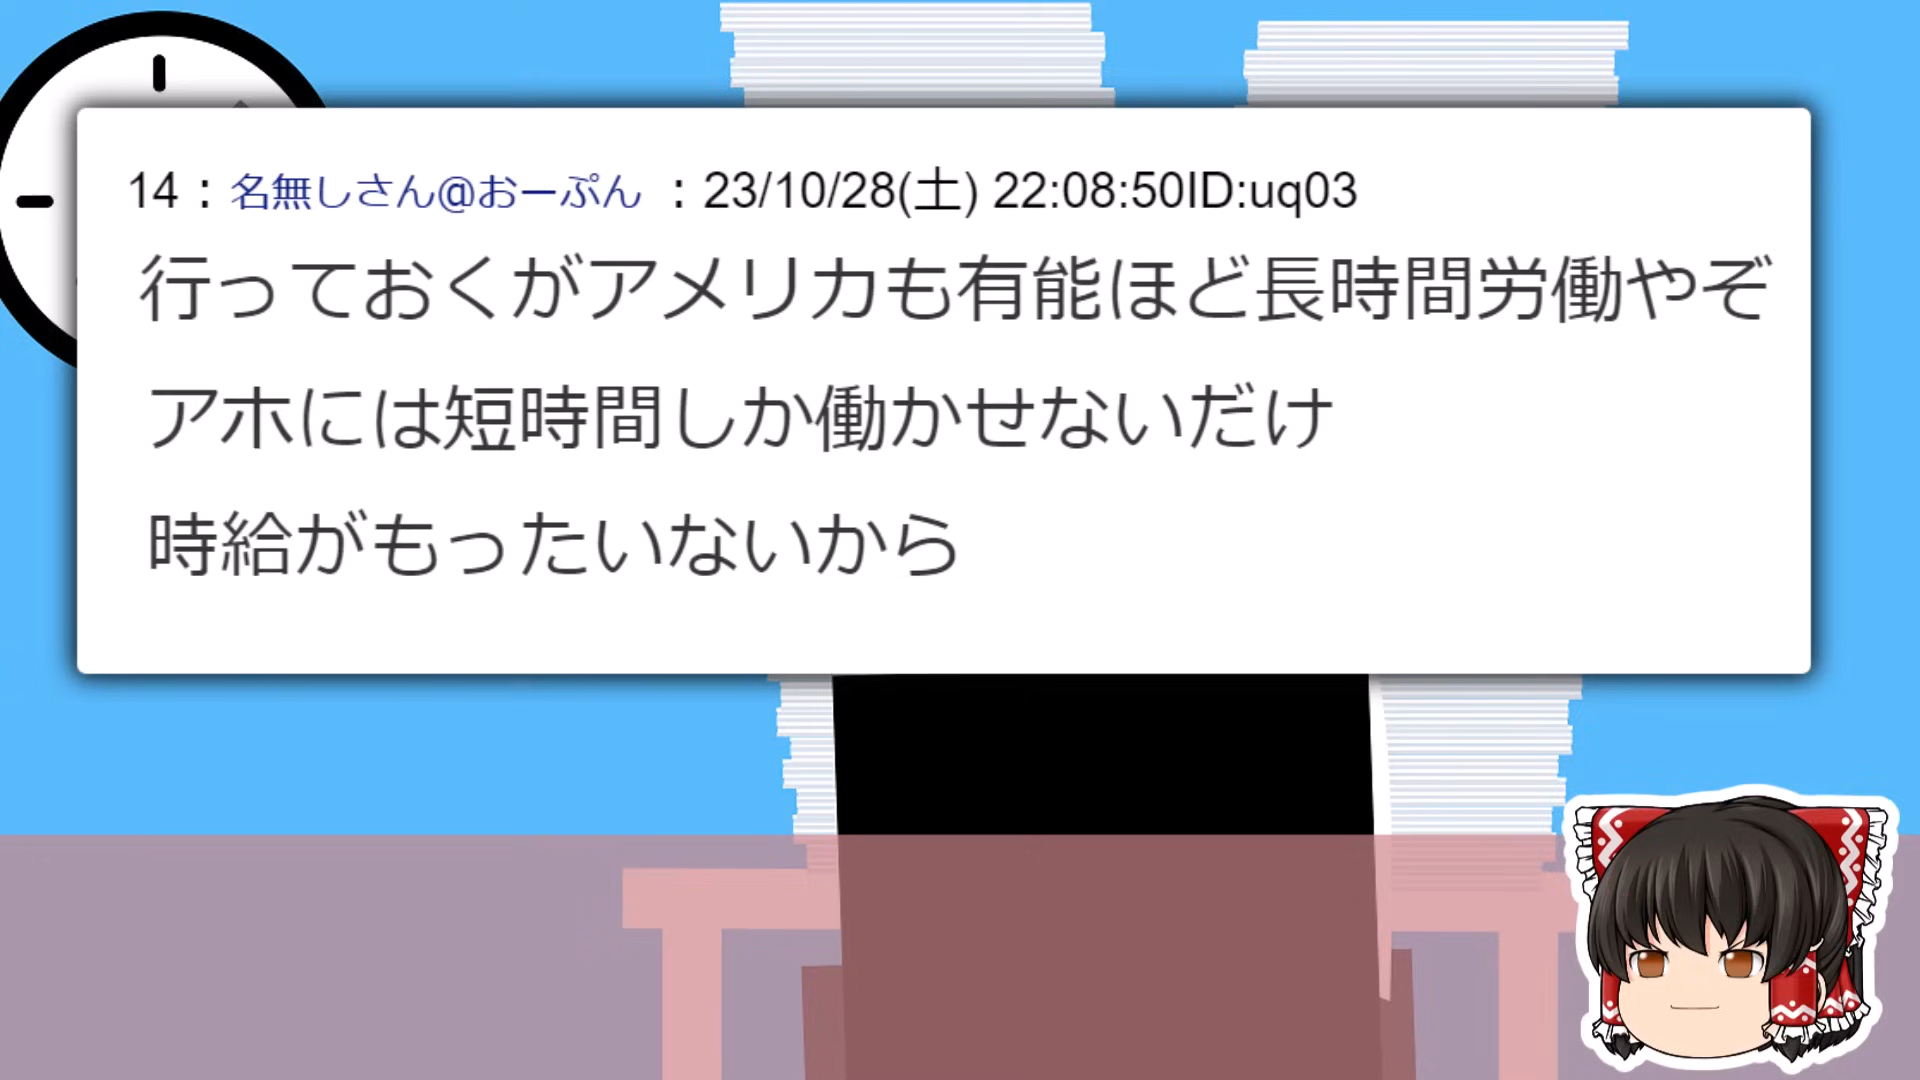 14：名無しさん@おーぷん ：23/10/28(土) 22:08:50ID:uq03
行っておくがアメリカも有能ほど長時間労働やぞ
アホには短時間しか働かせないだけ
時給がもったいないから